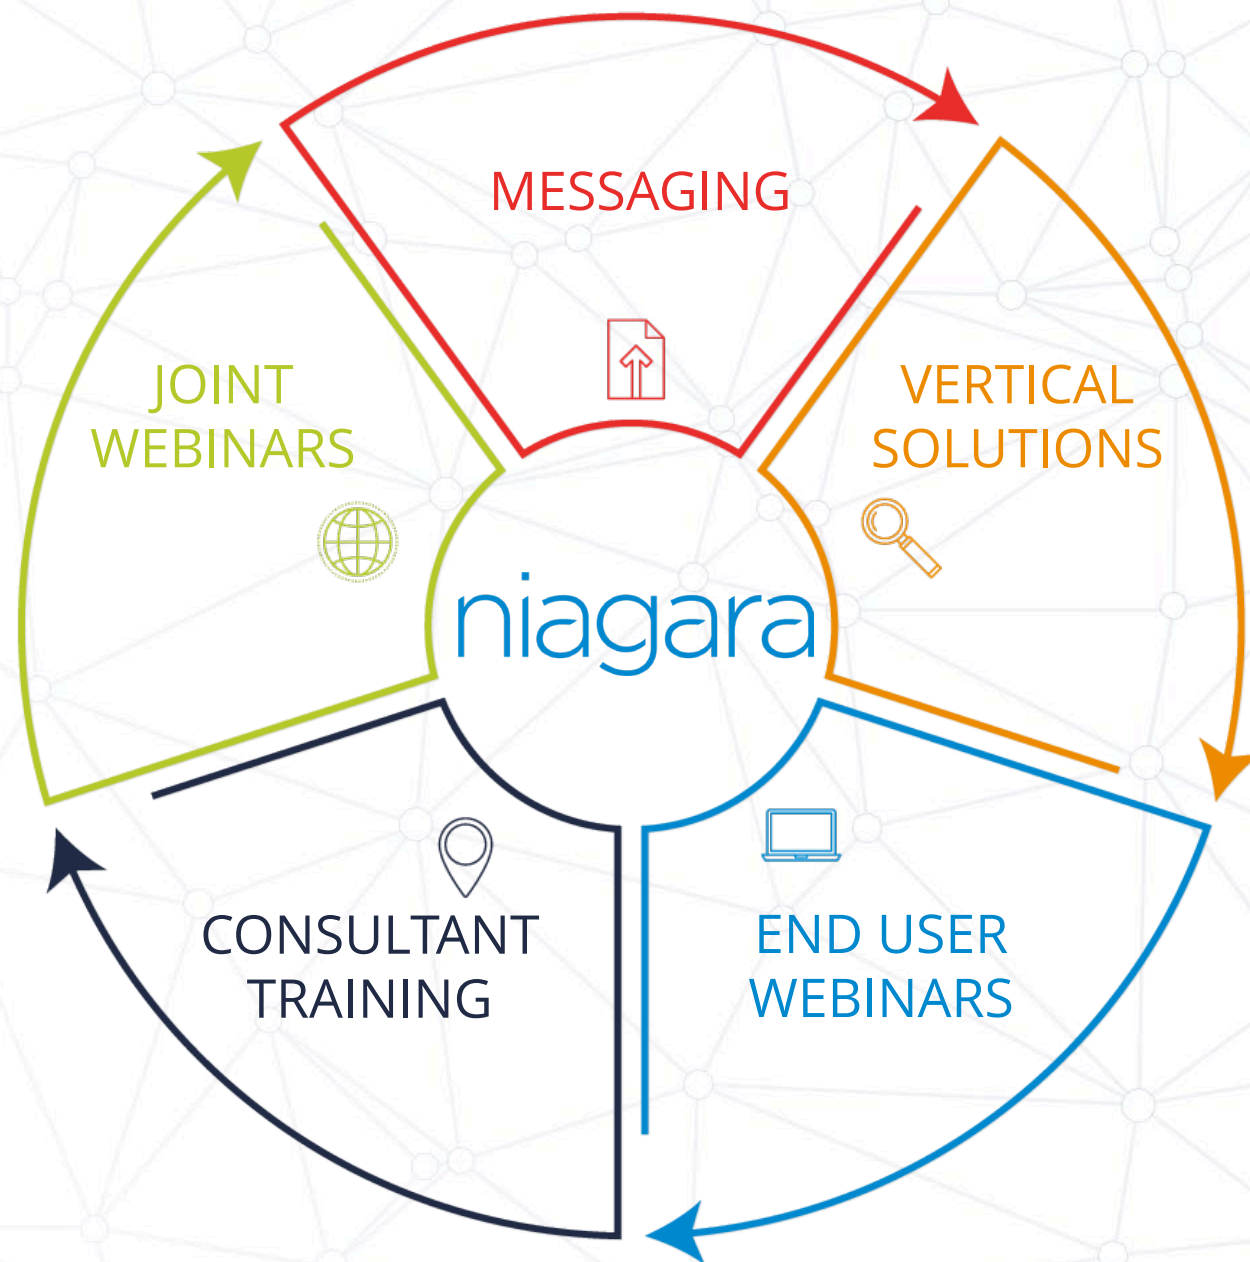 MESSAGING
JOINT
WEBINARS
VERTICAL
SOLUTIONS
niagara
CONSULTANT
TRAINING
END USER
WEBINARS